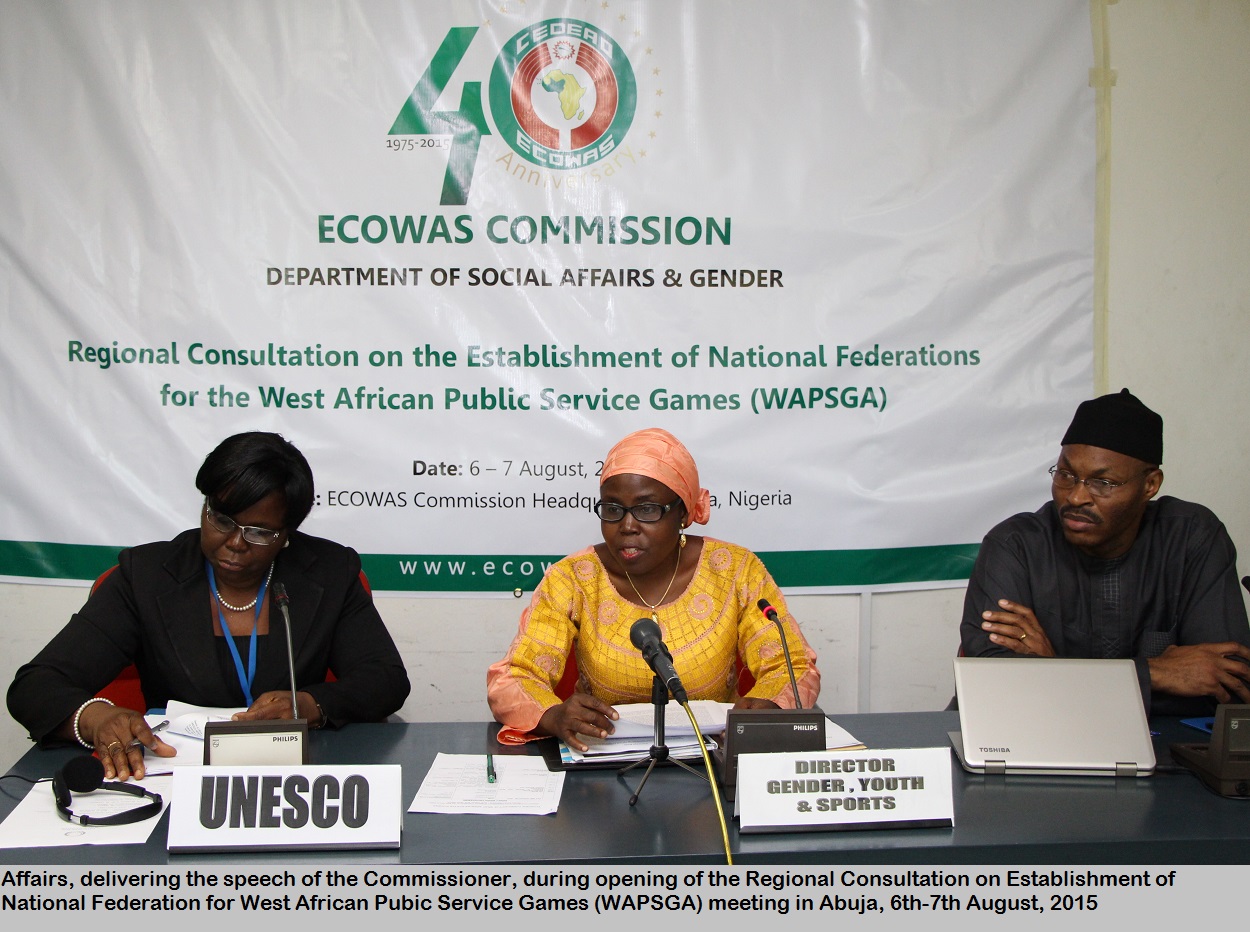 40
CEDEAO
ECOWAS
1975-2015
Anniversary
ECOWAS COMMISSION
DEPARTMENT OF SOCIAL AFFAIRS & GENDER
Regional Consultation on the Establishment of National Federations
for the West African Public Service Games (WAPSGA)
Date: 6 – 7 August, 2
: ECOWAS Commission Headqu a, Nigeria
www.ecow
PHILIPS
PHILIPS
TOSHIBA
UNESCO
DIRECTOR
GENDER, YOUTH
& SPORTS
Affairs, delivering the speech of the Commissioner, during opening of the Regional Consultation on Establishment of
National Federation for West African Pubic Service Games (WAPSGA) meeting in Abuja, 6th-7th August, 2015